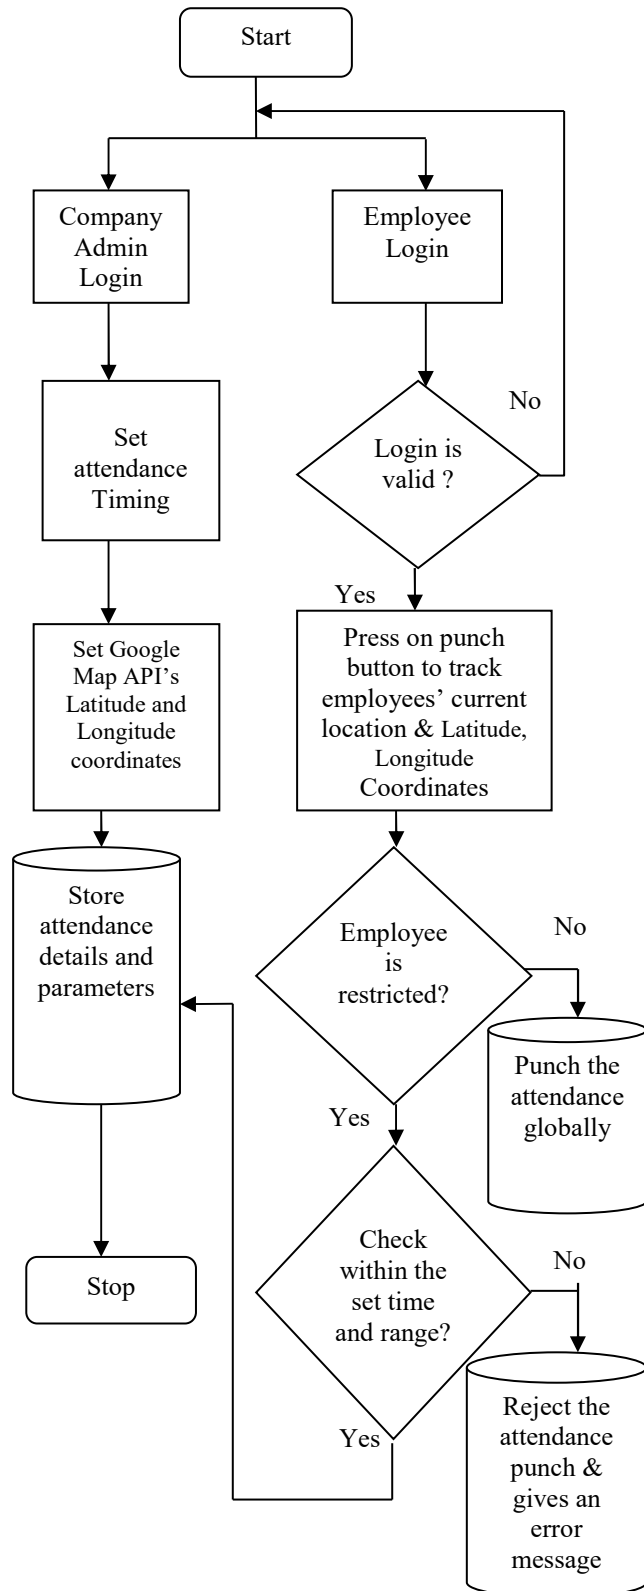 Start
Company
Admin
Login
Employee
Login
No
Set
attendance
Timing
Login is
valid ?
Yes
Set Google
Map API’s
Latitude and
Longitude
coordinates
Press on punch
button to track
employees’ current
location & Latitude,
Longitude
Coordinates
Store
attendance
details and
parameters
Employee
is
restricted?
No
Punch the
attendance
globally
Yes
Check
within the
set time
and range?
No
Stop
Yes
Reject the
attendance
punch &
gives an
error
message